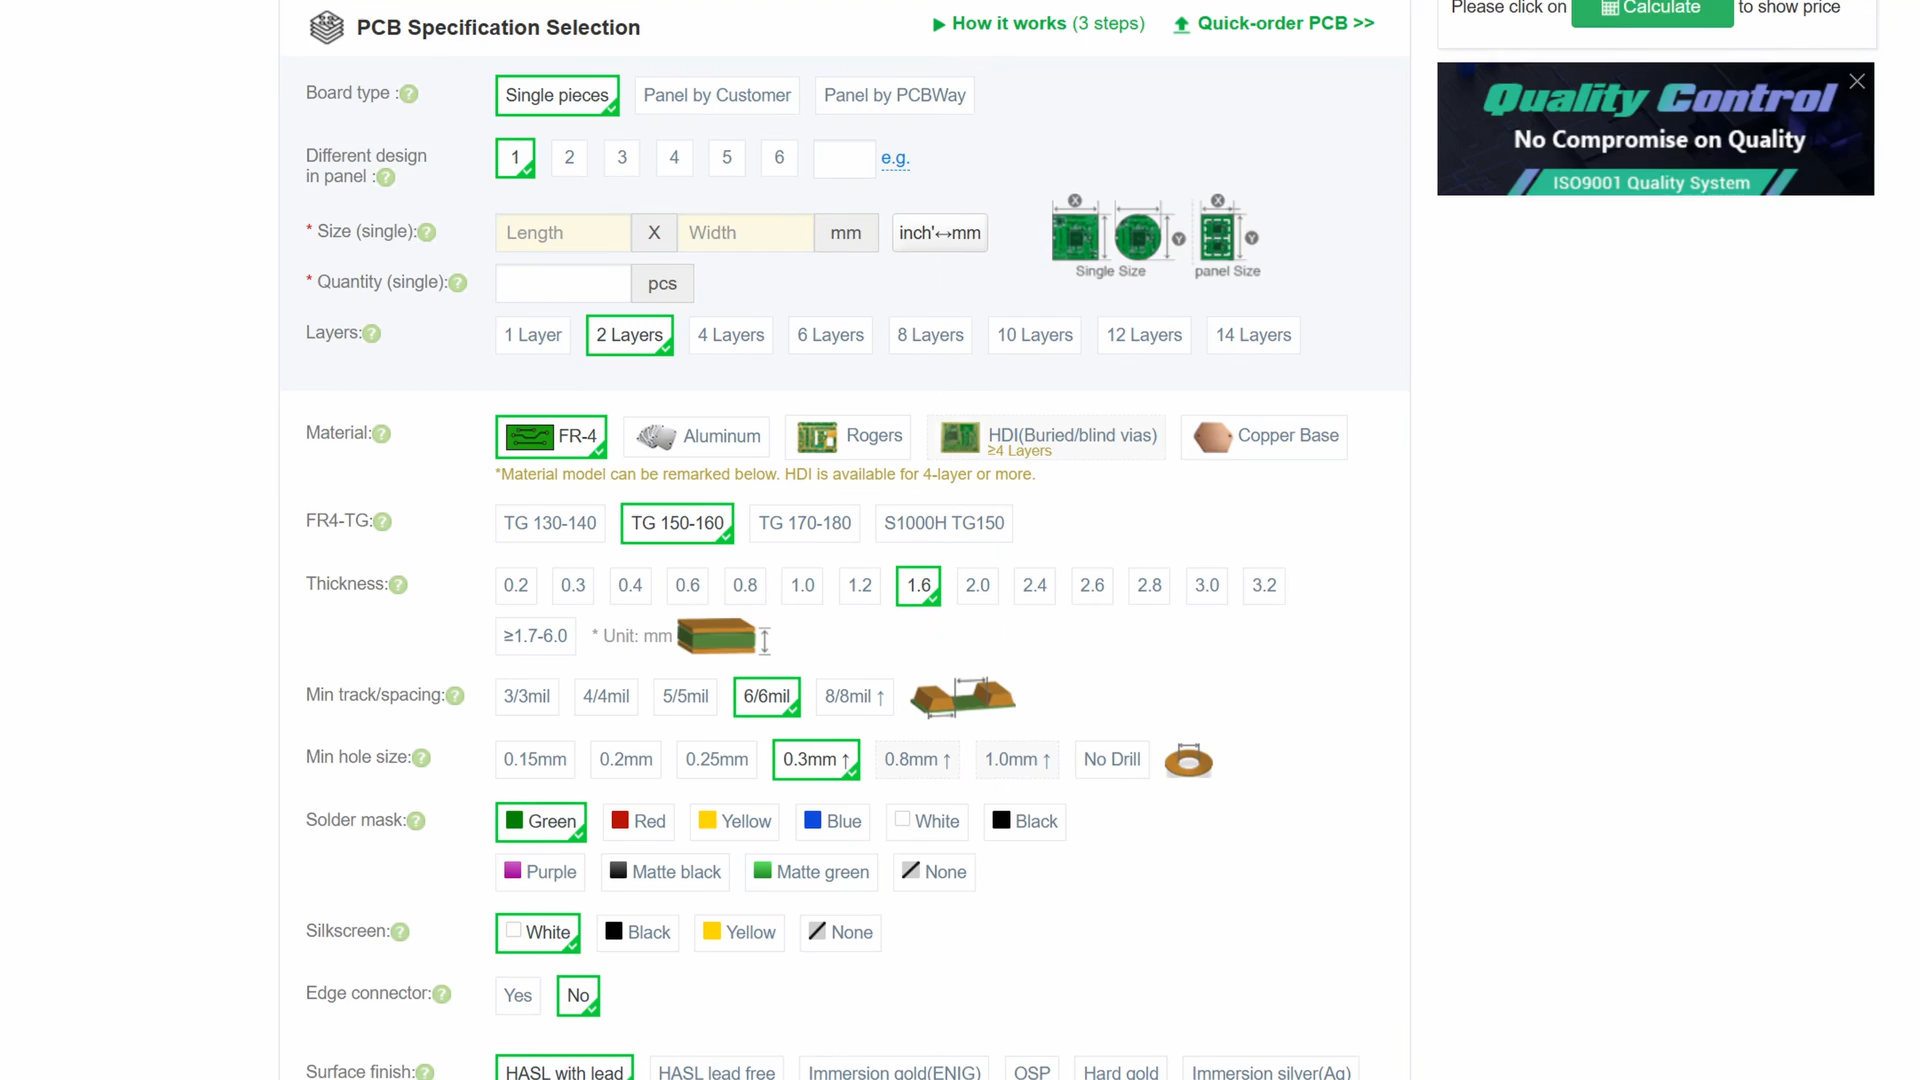 PCB Specification Selection
How it works (3 steps)
Quick-order PCB >>
Please click on Calculate to show price
Quality Control
No Compromise on Quality
ISO9001 Quality System
Board type :?
Single pieces
Panel by Customer
Panel by PCBWay
Different design
in panel :?
1
2
3
4
5
6
e.g.
* Size (single):?
Length X Width mm
inch'↔mm
X
X
Y
Y
Single Size
panel Size
* Quantity (single):?
pcs
Layers:?
1 Layer
2 Layers
4 Layers
6 Layers
8 Layers
10 Layers
12 Layers
14 Layers
Material:?
FR-4
Aluminum
Rogers
HDI(Buried/blind vias)
≥4 Layers
Copper Base
*Material model can be remarked below. HDI is available for 4-layer or more.
FR4-TG:?
TG 130-140
TG 150-160
TG 170-180
S1000H TG150
Thickness:?
0.2
0.3
0.4
0.6
0.8
1.0
1.2
1.6
2.0
2.4
2.6
2.8
3.0
3.2
≥1.7-6.0
* Unit: mm
Min track/spacing:?
3/3mil
4/4mil
5/5mil
6/6mil
8/8mil ↑
Min hole size:?
0.15mm
0.2mm
0.25mm
0.3mm ↑
0.8mm ↑
1.0mm ↑
No Drill
Solder mask:?
Green
Red
Yellow
Blue
White
Black
Purple
Matte black
Matte green
None
Silkscreen:?
White
Black
Yellow
None
Edge connector:?
Yes
No
Surface finish:?
HASL with lead
HASL lead free
Immersion gold(ENIG)
OSP
Hard gold
Immersion silver(Ag)